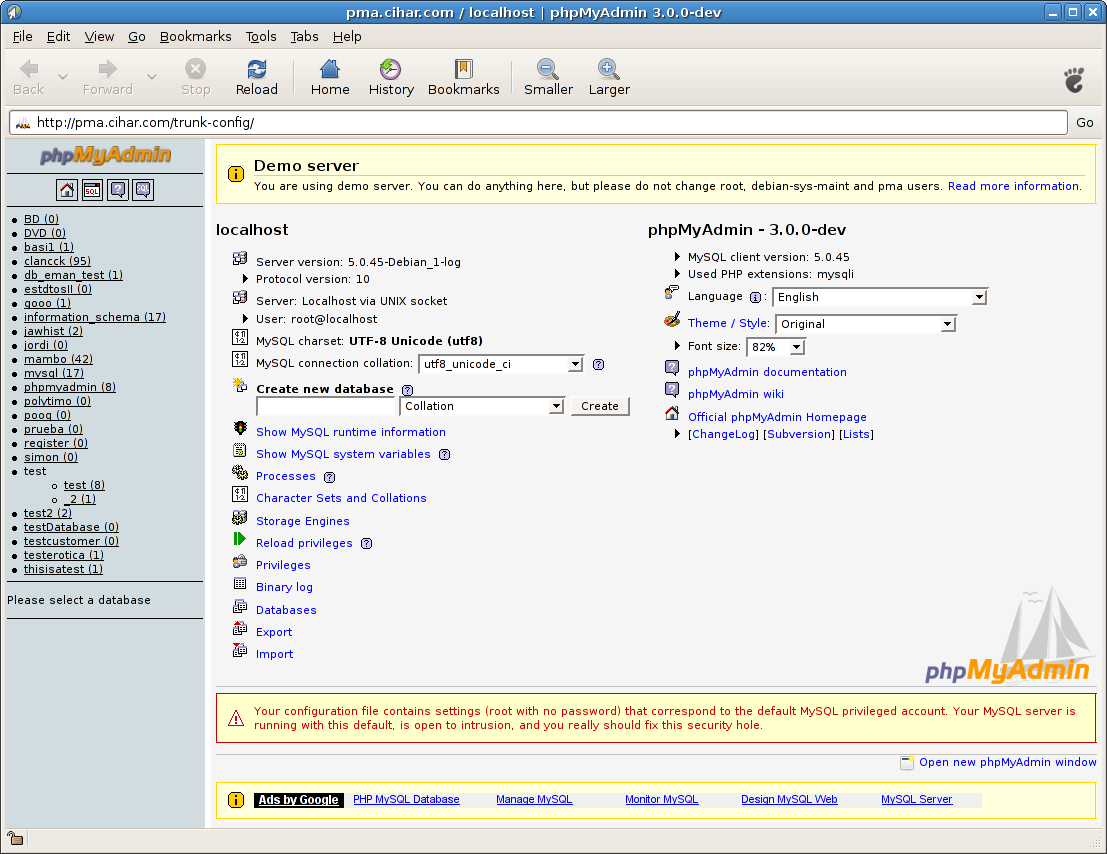 pma.cihar.com / localhost | phpMyAdmin 3.0.0-dev
File Edit View Go Bookmarks Tools Tabs Help
Back Forward Stop Reload Home History Bookmarks Smaller Larger
http://pma.cihar.com/trunk-config/ Go
phpMyAdmin
SQL
BD (0)
DVD (0)
basi1 (1)
clancck (95)
db_eman_test (1)
estdtosII (0)
gooo (1)
information_schema (17)
jawhist (2)
jordi (0)
mambo (42)
mysql (17)
phpmyadmin (8)
polytimo (0)
pooq (0)
prueba (0)
register (0)
simon (0)
test
test (8)
_2 (1)
test2 (2)
testDatabase (0)
testcustomer (0)
testerotica (1)
thisisatest (1)
Please select a database
Demo server
You are using demo server. You can do anything here, but please do not change root, debian-sys-maint and pma users. Read more information.
localhost
Server version: 5.0.45-Debian_1-log
Protocol version: 10
Server: Localhost via UNIX socket
User: root@localhost
MySQL charset: UTF-8 Unicode (utf8)
MySQL connection collation: utf8_unicode_ci
Create new database
Collation Create
Show MySQL runtime information
Show MySQL system variables
Processes
Character Sets and Collations
Storage Engines
Reload privileges
Privileges
Binary log
Databases
Export
Import
phpMyAdmin - 3.0.0-dev
MySQL client version: 5.0.45
Used PHP extensions: mysqli
Language : English
Theme / Style: Original
Font size: 82%
phpMyAdmin documentation
phpMyAdmin wiki
Official phpMyAdmin Homepage
[ChangeLog] [Subversion] [Lists]
phpMyAdmin
Your configuration file contains settings (root with no password) that correspond to the default MySQL privileged account. Your MySQL server is
running with this default, is open to intrusion, and you really should fix this security hole.
Open new phpMyAdmin window
Ads by Google PHP MySQL Database Manage MySQL Monitor MySQL Design MySQL Web MySQL Server